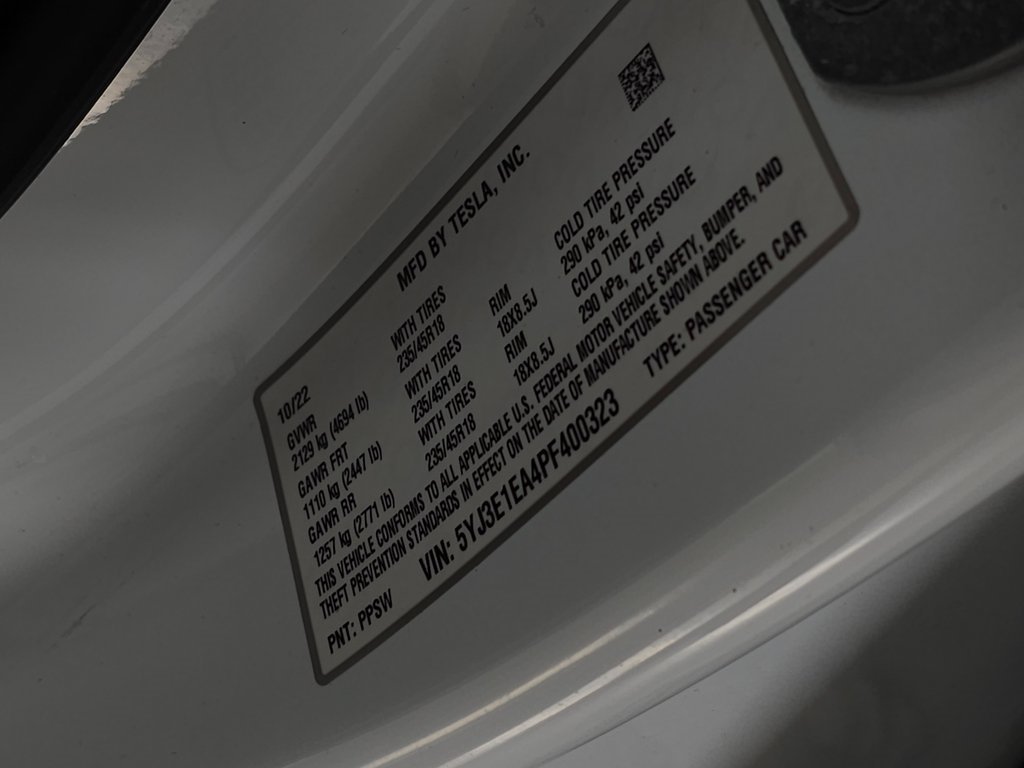 MFD BY TESLA, INC.
10/22
GVWR
2129 kg (4694 lb)
WITH TIRES
235/45R18
RIM
18X8.5J
COLD TIRE PRESSURE
290 kPa, 42 psi
GAWR FRT
1110 kg (2447 lb)
WITH TIRES
235/45R18
RIM
18X8.5J
COLD TIRE PRESSURE
290 kPa, 42 psi
GAWR RR
1257 kg (2771 lb)
WITH TIRES
235/45R18
THIS VEHICLE CONFORMS TO ALL APPLICABLE U.S. FEDERAL MOTOR VEHICLE SAFETY, BUMPER, AND
THEFT PREVENTION STANDARDS IN EFFECT ON THE DATE OF MANUFACTURE SHOWN ABOVE.
PNT: PPSW
VIN: 5YJ3E1EA4PF400323
TYPE: PASSENGER CAR